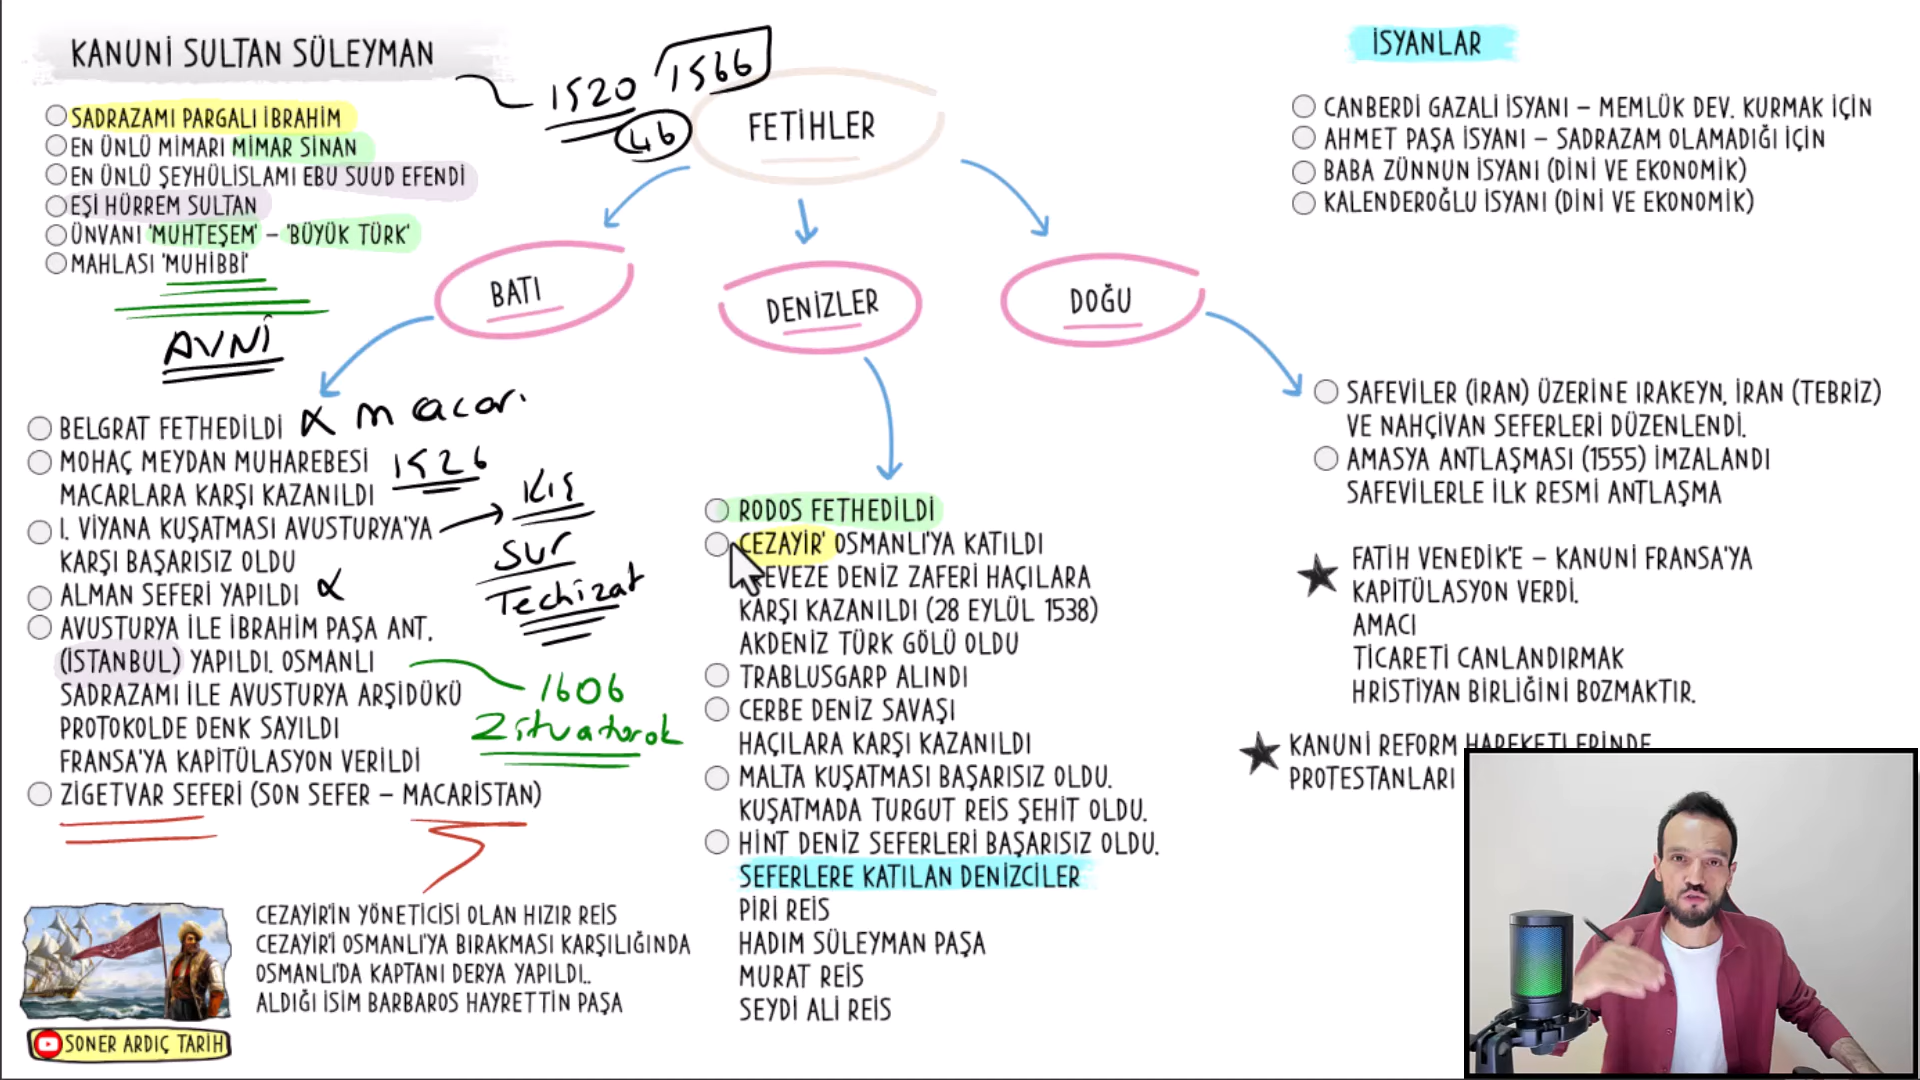 KANUNİ SULTAN SÜLEYMAN
1520 1566
46
SADRAZAMI PARGALI İBRAHİM
EN ÜNLÜ MİMARI MİMAR SİNAN
EN ÜNLÜ ŞEYHÜLİSLAMI EBU SUUD EFENDİ
EŞİ HÜRREM SULTAN
ÜNVANI 'MUHTEŞEM' – 'BÜYÜK TÜRK'
MAHLASI 'MUHİBBİ'
AVNÎ
FETİHLER
BATI
DENİZLER
DOĞU
İSYANLAR
CANBERDİ GAZALİ İSYANI – MEMLÜK DEV. KURMAK İÇİN
AHMET PAŞA İSYANI – SADRAZAM OLAMADIĞI İÇİN
BABA ZÜNNUN İSYANI (DİNİ VE EKONOMİK)
KALENDEROĞLU İSYANI (DİNİ VE EKONOMİK)
BELGRAT FETHEDİLDİ macar
MOHAÇ MEYDAN MUHAREBESİ 1526
MACARLARA KARŞI KAZANILDI
I. VİYANA KUŞATMASI AVUSTURYA'YA Kış
KARŞI BAŞARISIZ OLDU sur
Techizat
ALMAN SEFERİ YAPILDI
AVUSTURYA İLE İBRAHİM PAŞA ANT.
(İSTANBUL) YAPILDI. OSMANLI 1606
SADRAZAMI İLE AVUSTURYA ARŞİDÜKÜ Zitvatorok
PROTOKOLDE DENK SAYILDI
FRANSA'YA KAPİTÜLASYON VERİLDİ
ZİGETVAR SEFERİ (SON SEFER – MACARİSTAN)
RODOS FETHEDİLDİ
CEZAYİR' OSMANLI'YA KATILDI
DENİZ ZAFERİ HAÇILARA
KARŞI KAZANILDI (28 EYLÜL 1538)
AKDENİZ TÜRK GÖLÜ OLDU
TRABLUSGARP ALINDI
CERBE DENİZ SAVAŞI
HAÇILARA KARŞI KAZANILDI
MALTA KUŞATMASI BAŞARISIZ OLDU.
KUŞATMADA TURGUT REİS ŞEHİT OLDU.
HİNT DENİZ SEFERLERİ BAŞARISIZ OLDU.
SEFERLERE KATILAN DENİZCİLER
PİRİ REİS
HADIM SÜLEYMAN PAŞA
MURAT REİS
SEYDİ ALİ REİS
SAFEVİLER (İRAN) ÜZERİNE IRAKEYN, İRAN (TEBRİZ)
VE NAHÇİVAN SEFERLERİ DÜZENLENDİ.
AMASYA ANTLAŞMASI (1555) İMZALANDI
SAFEVİLERLE İLK RESMİ ANTLAŞMA
FATİH VENEDİK'E – KANUNİ FRANSA'YA
KAPİTÜLASYON VERDİ.
AMACI
TİCARETİ CANLANDIRMAK
HRİSTİYAN BİRLİĞİNİ BOZMAKTIR.
KANUNİ REFORM HAREKETLERİNDE
PROTESTANLARI
CEZAYİR'İN YÖNETİCİSİ OLAN HIZIR REİS
CEZAYİR'İ OSMANLI'YA BIRAKMASI KARŞILIĞINDA
OSMANLI'DA KAPTANI DERYA YAPILDI..
ALDIĞI İSİM BARBAROS HAYRETTİN PAŞA
SONER ARDIÇ TARİH